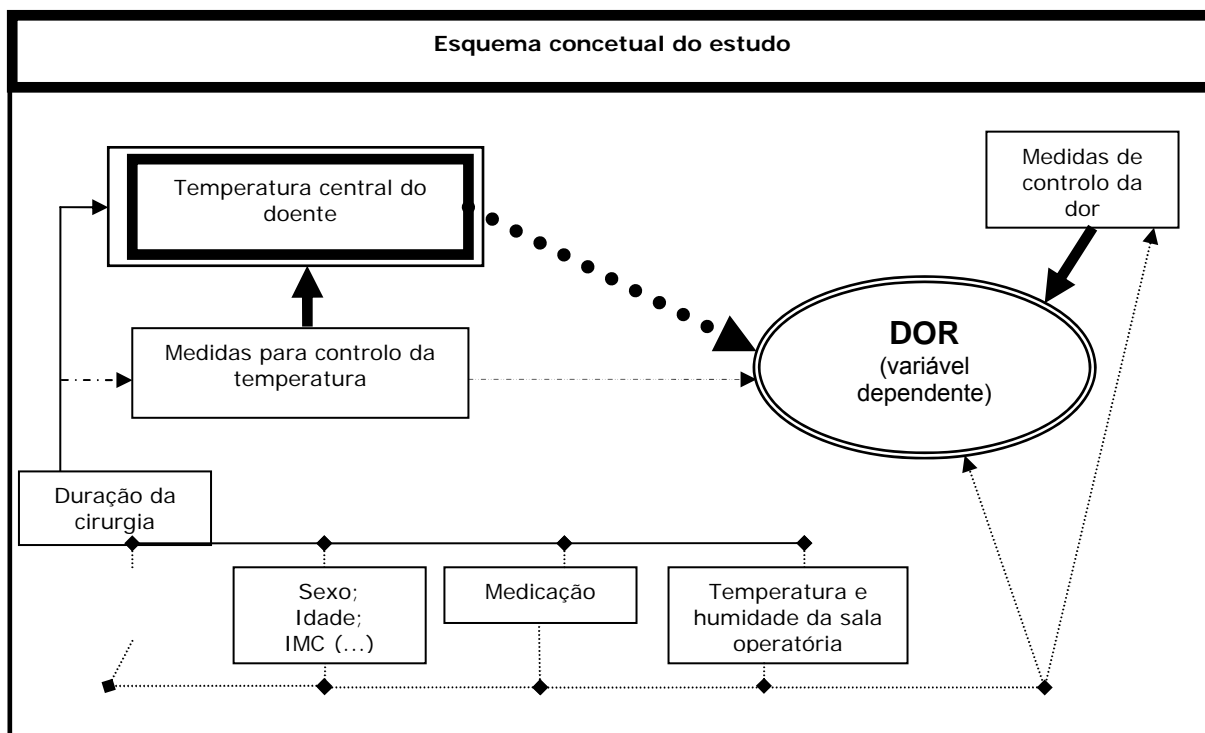 Esquema concetual do estudo
Temperatura central do
doente
Medidas de
controlo da
dor
Medidas para controlo da
temperatura
DOR
(variável
dependente)
Duração da
cirurgia
Sexo;
Idade;
IMC (...)
Medicação
Temperatura e
humidade da sala
operatória